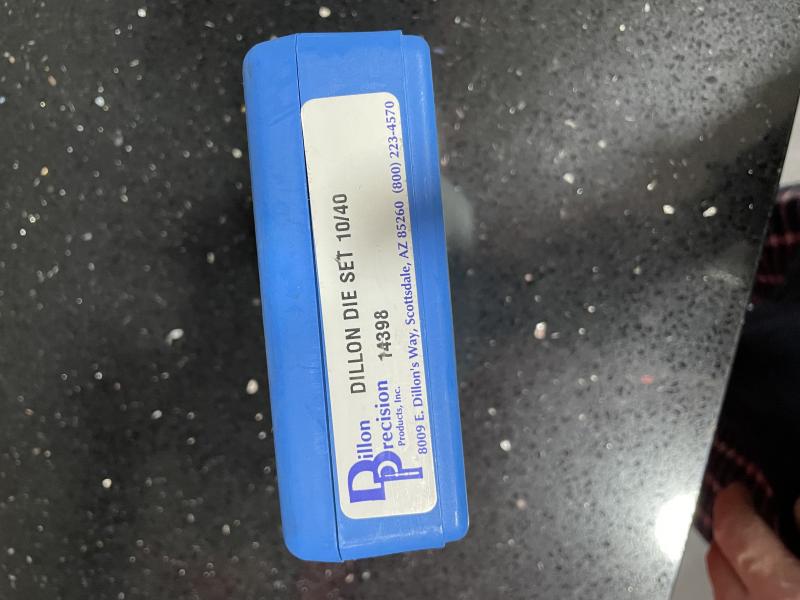 DILLON DIE SET 10/40
14398
Dillon
Precision
Products, Inc.
8009 E. Dillon's Way, Scottsdale, AZ 85260 (800) 223-4570